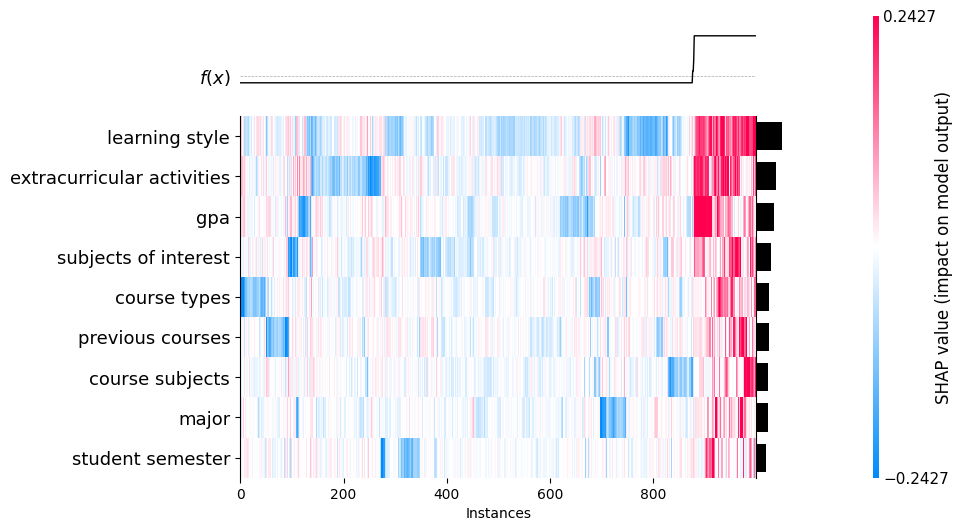 0.2427
f(x)
learning style
extracurricular activities
gpa
subjects of interest
course types
previous courses
course subjects
major
student semester
0 200 400 600 800
Instances
−0.2427
SHAP value (impact on model output)